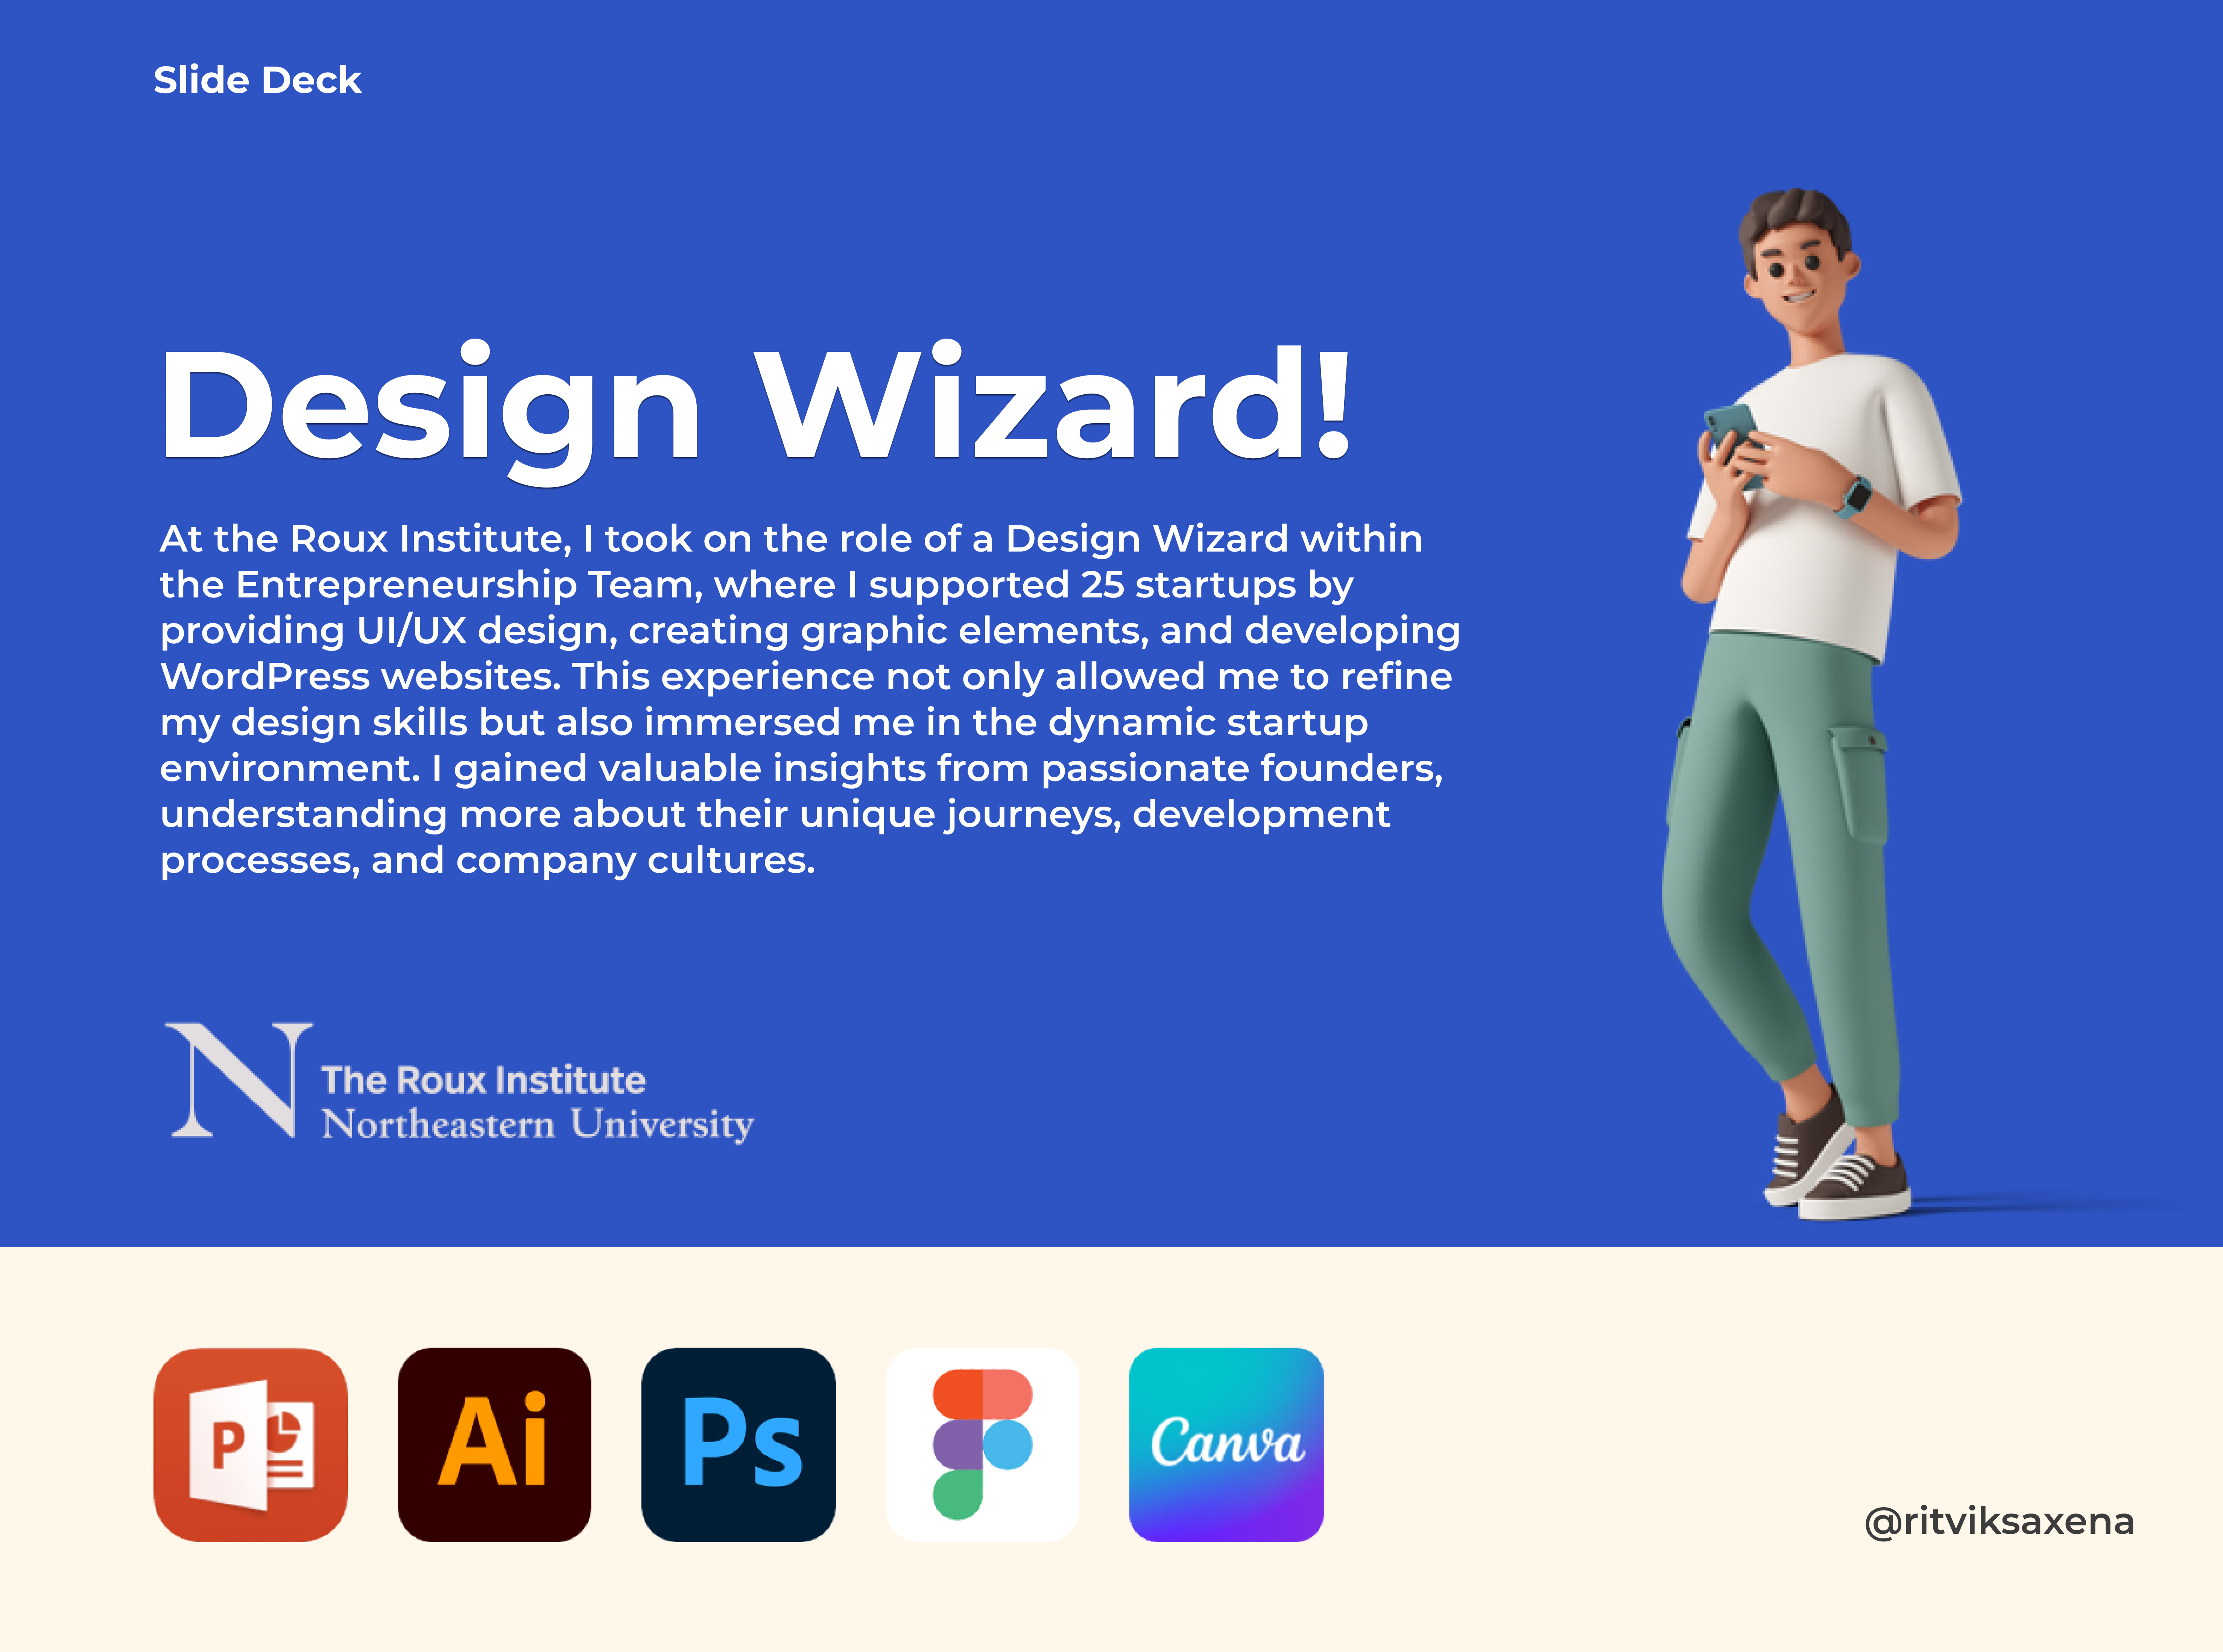 Slide Deck
Design Wizard!
At the Roux Institute, I took on the role of a Design Wizard within
the Entrepreneurship Team, where I supported 25 startups by
providing UI/UX design, creating graphic elements, and developing
WordPress websites. This experience not only allowed me to refine
my design skills but also immersed me in the dynamic startup
environment. I gained valuable insights from passionate founders,
understanding more about their unique journeys, development
processes, and company cultures.
N
The Roux Institute
Northeastern University
P
Ai
Ps
Canva
@ritviksaxena